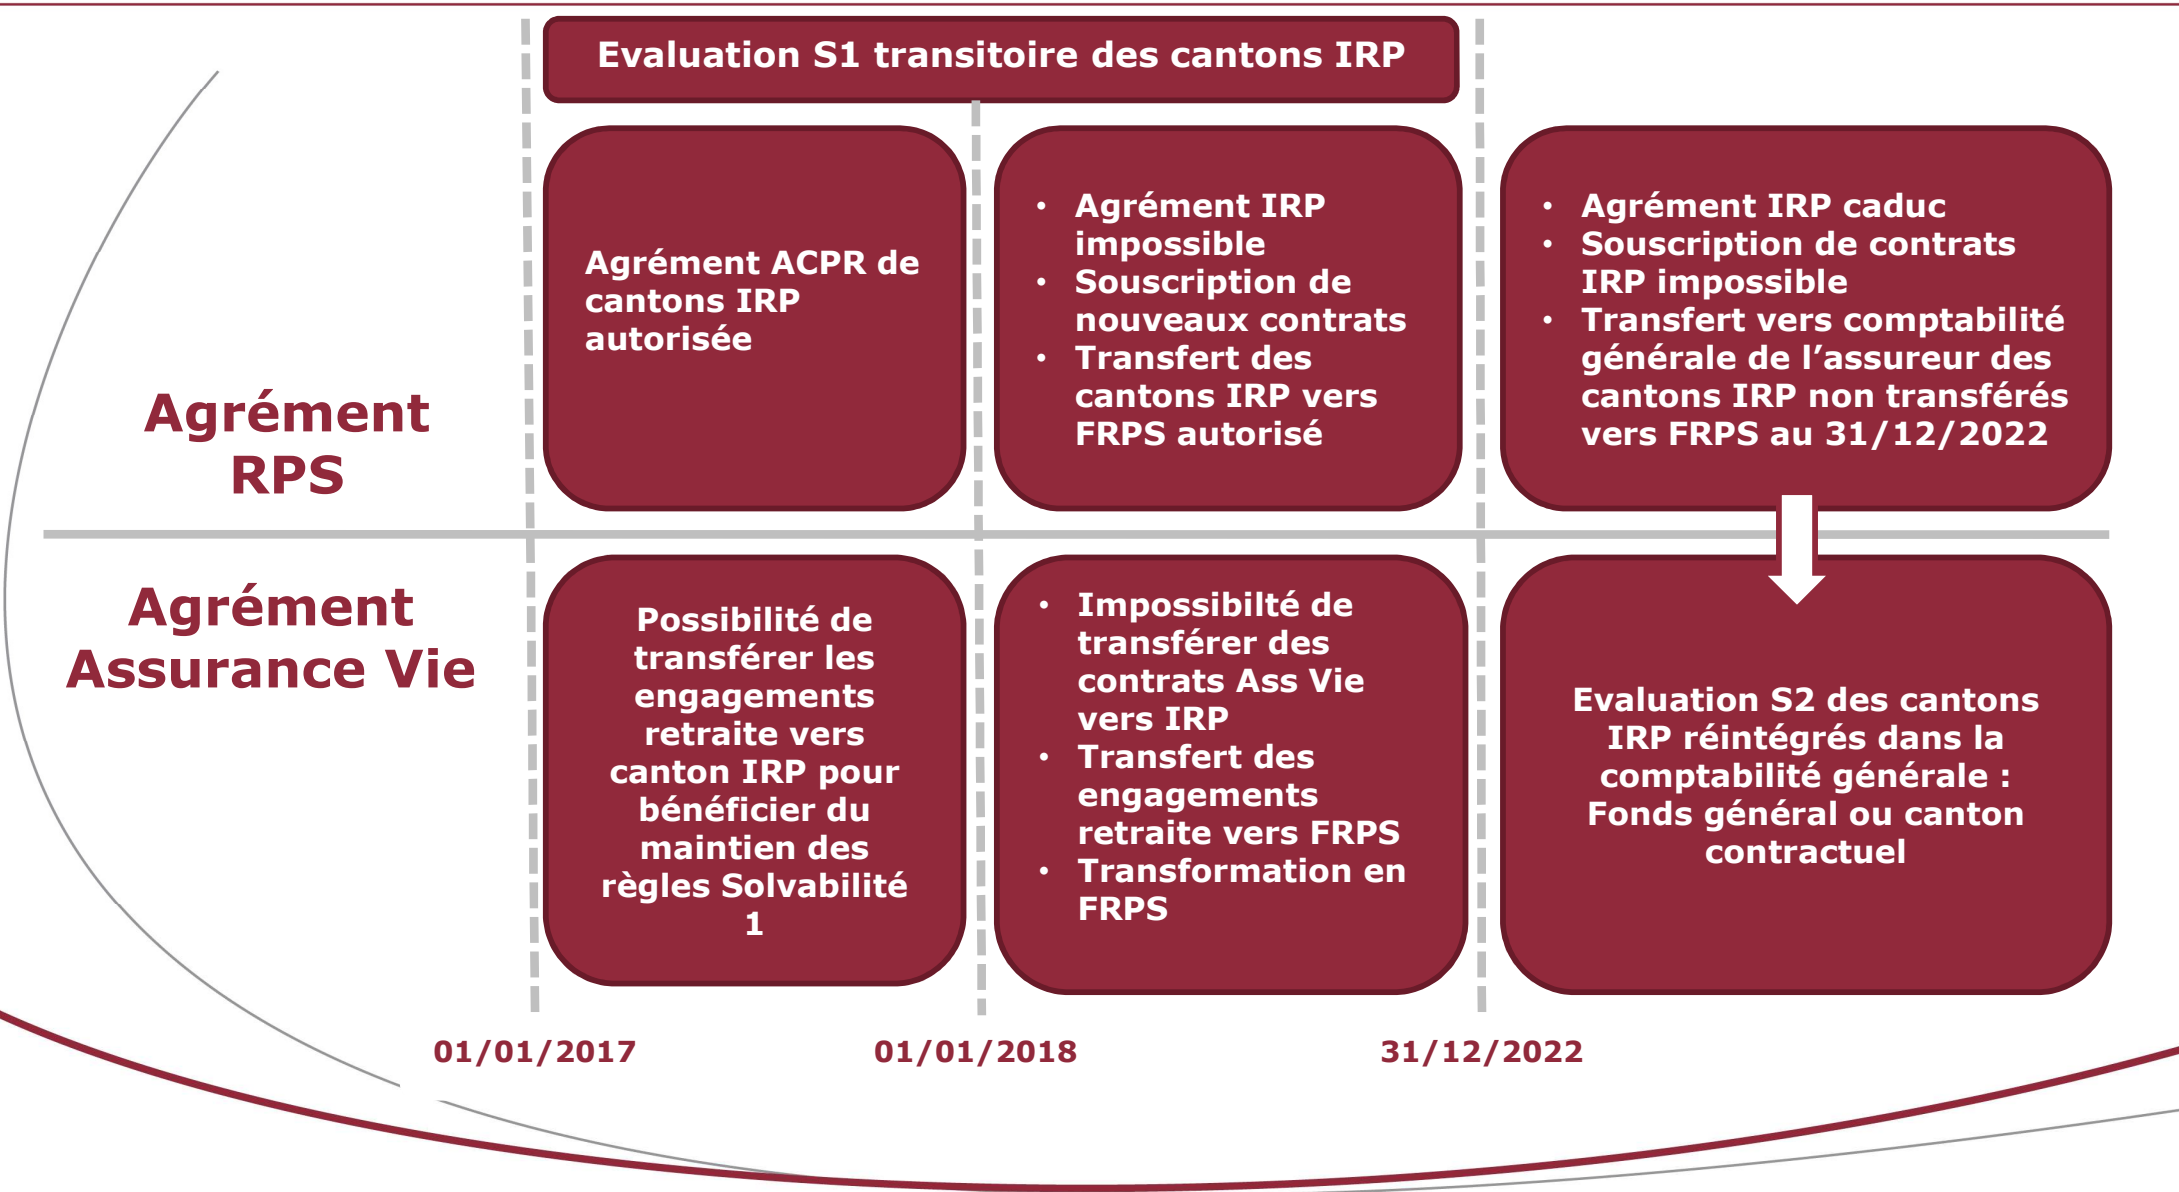 Evaluation S1 transitoire des cantons IRP
Agrément
RPS
Agrément ACPR de
cantons IRP
autorisée
• Agrément IRP
impossible
• Souscription de
nouveaux contrats
• Transfert des
cantons IRP vers
FRPS autorisé
• Agrément IRP caduc
• Souscription de contrats
IRP impossible
• Transfert vers comptabilité
générale de l’assureur des
cantons IRP non transférés
vers FRPS au 31/12/2022
Agrément
Assurance Vie
Possibilité de
transférer les
engagements
retraite vers
canton IRP pour
bénéficier du
maintien des
règles Solvabilité
1
• Impossibilté de
transférer des
contrats Ass Vie
vers IRP
• Transfert des
engagements
retraite vers FRPS
• Transformation en
FRPS
Evaluation S2 des cantons
IRP réintégrés dans la
comptabilité générale :
Fonds général ou canton
contractuel
01/01/2017
01/01/2018
31/12/2022